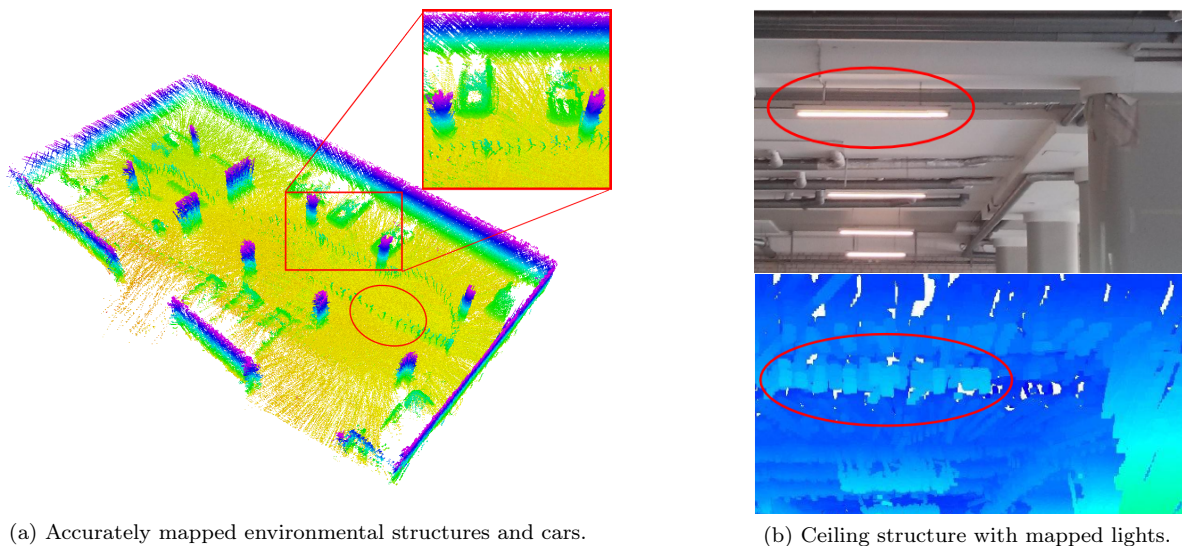 (a) Accurately mapped environmental structures and cars.
(b) Ceiling structure with mapped lights.